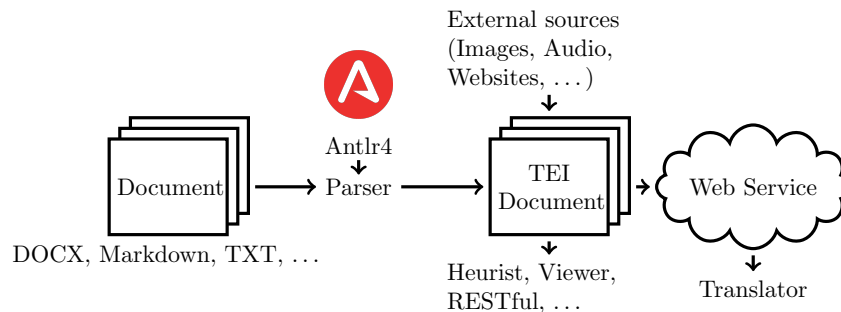 External sources
(Images, Audio,
Websites, ...)
Antlr4
Document
Parser
TEI
Document
Web Service
DOCX, Markdown, TXT, ...
Heurist, Viewer,
RESTful, ...
Translator